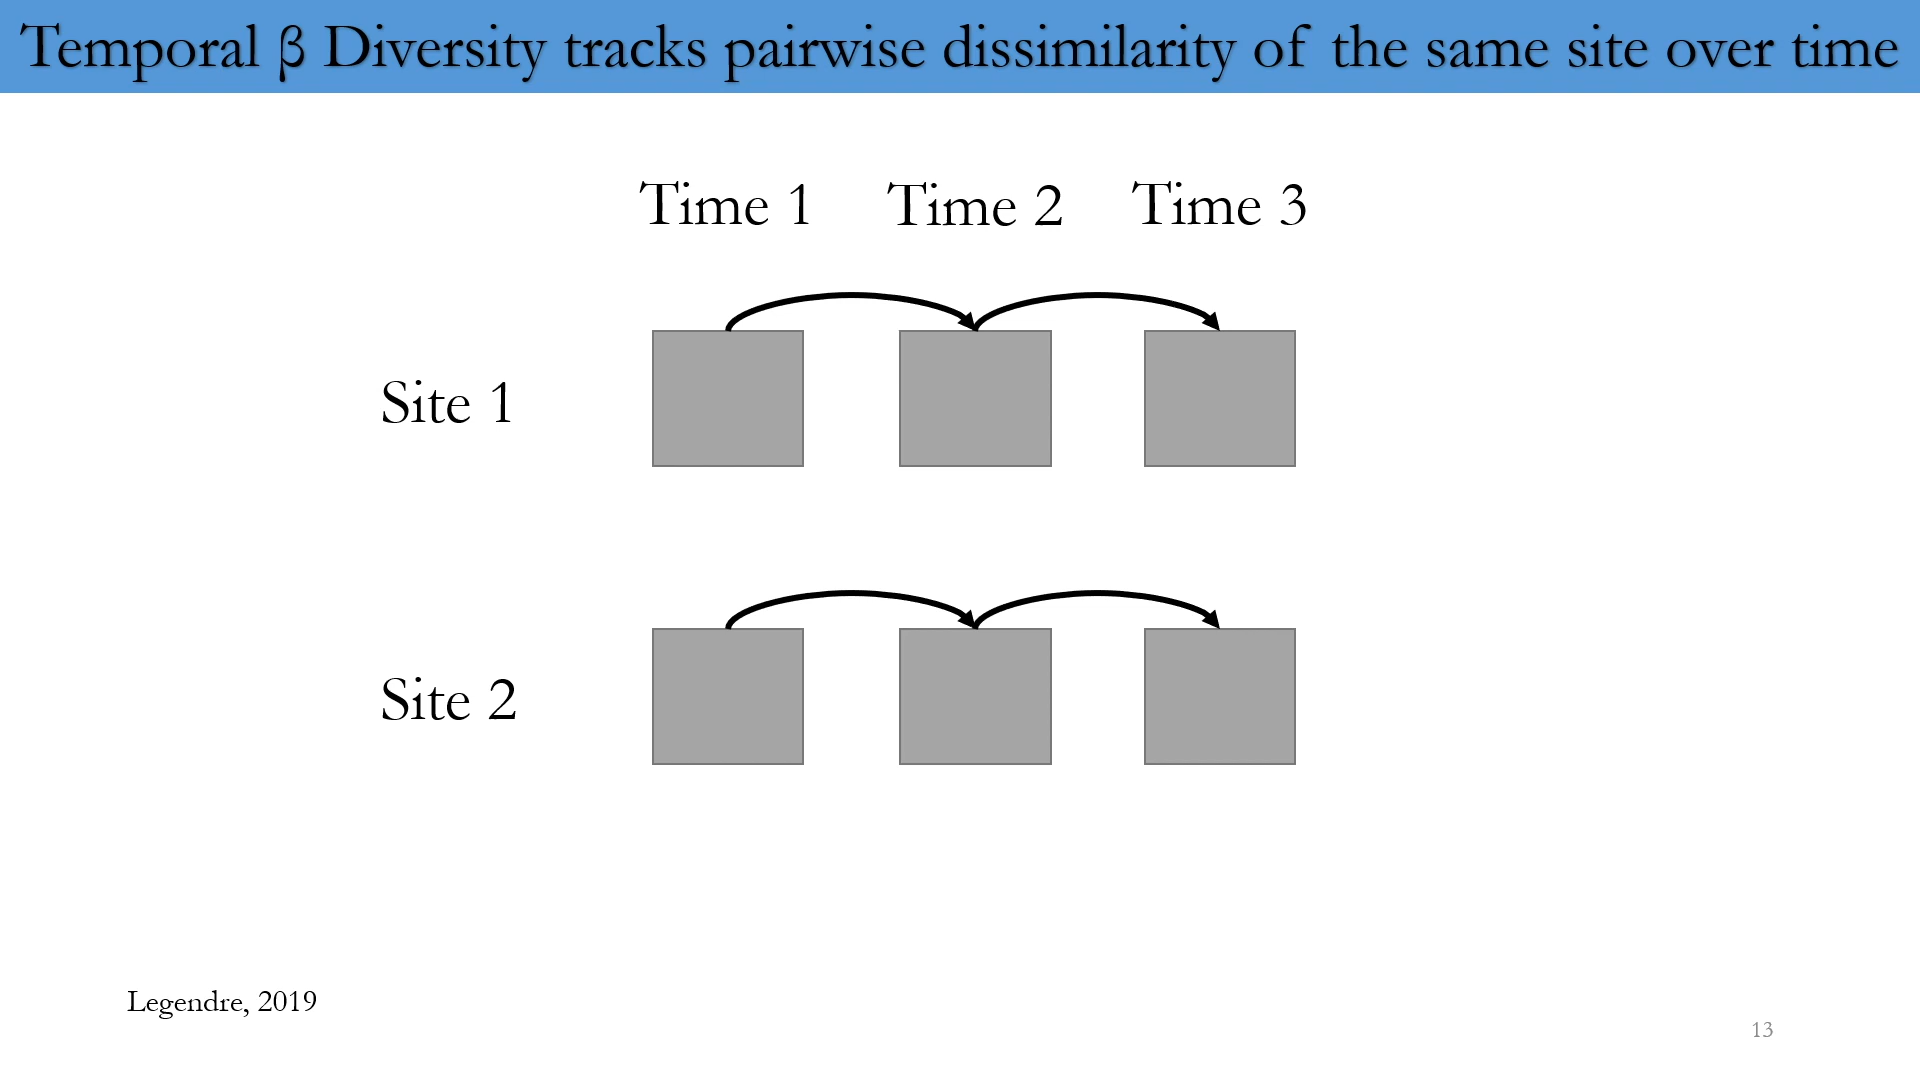 Temporal β Diversity tracks pairwise dissimilarity of the same site over time
Time 1 Time 2 Time 3
Site 1
Site 2
Legendre, 2019
13